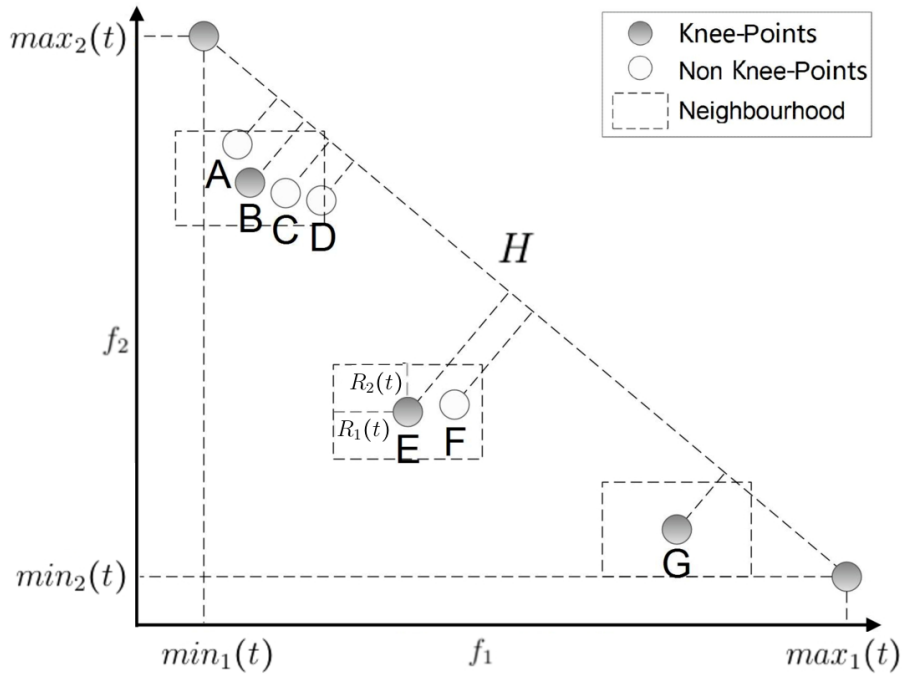 max₂(t)
Knee-Points
Non Knee-Points
Neighbourhood
A
B
C
D
H
f₂
R₂(t)
R₁(t)
E
F
G
min₂(t)
min₁(t)
f₁
max₁(t)